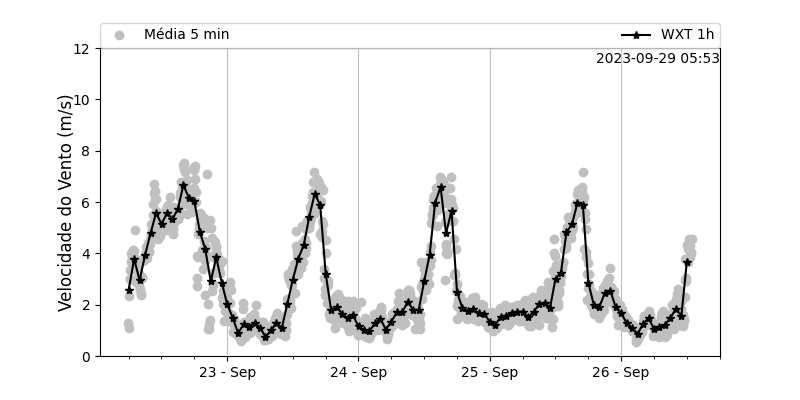 Média 5 min
WXT 1h
2023-09-29 05:53
Velocidade do Vento (m/s)
12
10
8
6
4
2
0
23 - Sep
24 - Sep
25 - Sep
26 - Sep